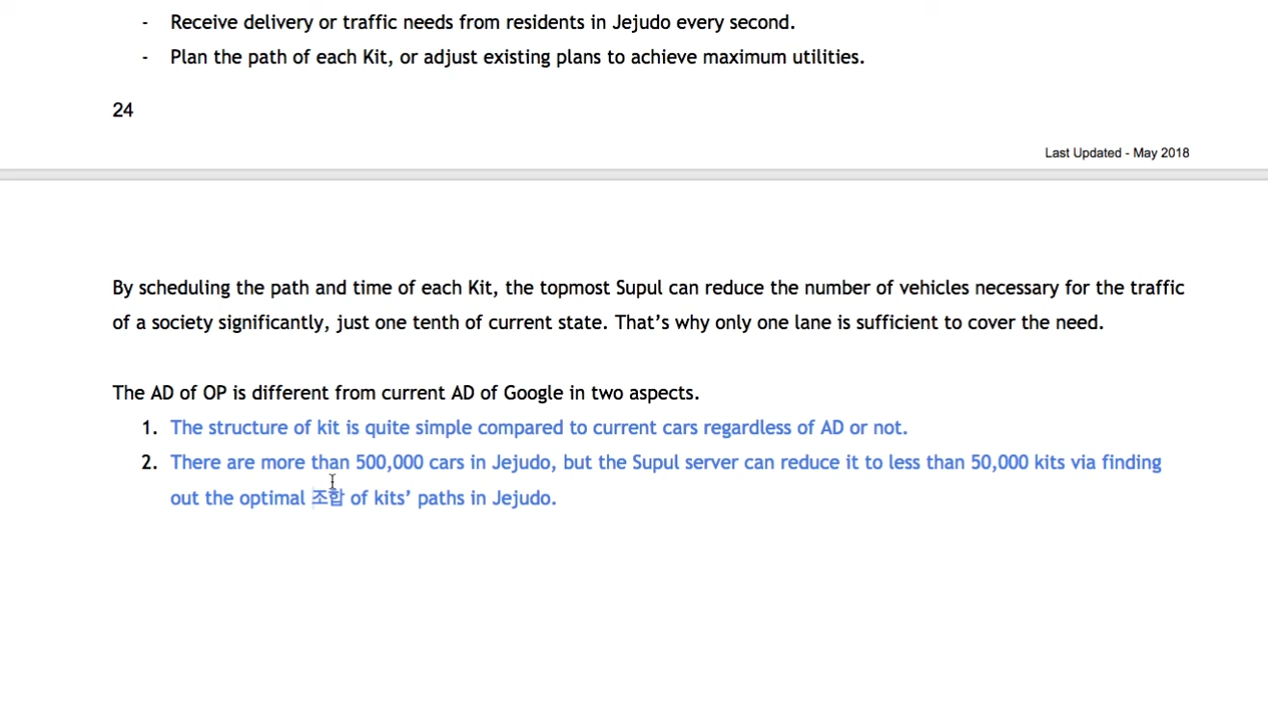 - Receive delivery or traffic needs from residents in Jejudo every second.
- Plan the path of each Kit, or adjust existing plans to achieve maximum utilities.
24
Last Updated - May 2018
By scheduling the path and time of each Kit, the topmost Supul can reduce the number of vehicles necessary for the traffic
of a society significantly, just one tenth of current state. That's why only one lane is sufficient to cover the need.
The AD of OP is different from current AD of Google in two aspects.
1. The structure of kit is quite simple compared to current cars regardless of AD or not.
2. There are more than 500,000 cars in Jejudo, but the Supul server can reduce it to less than 50,000 kits via finding
out the optimal 조합 of kits' paths in Jejudo.